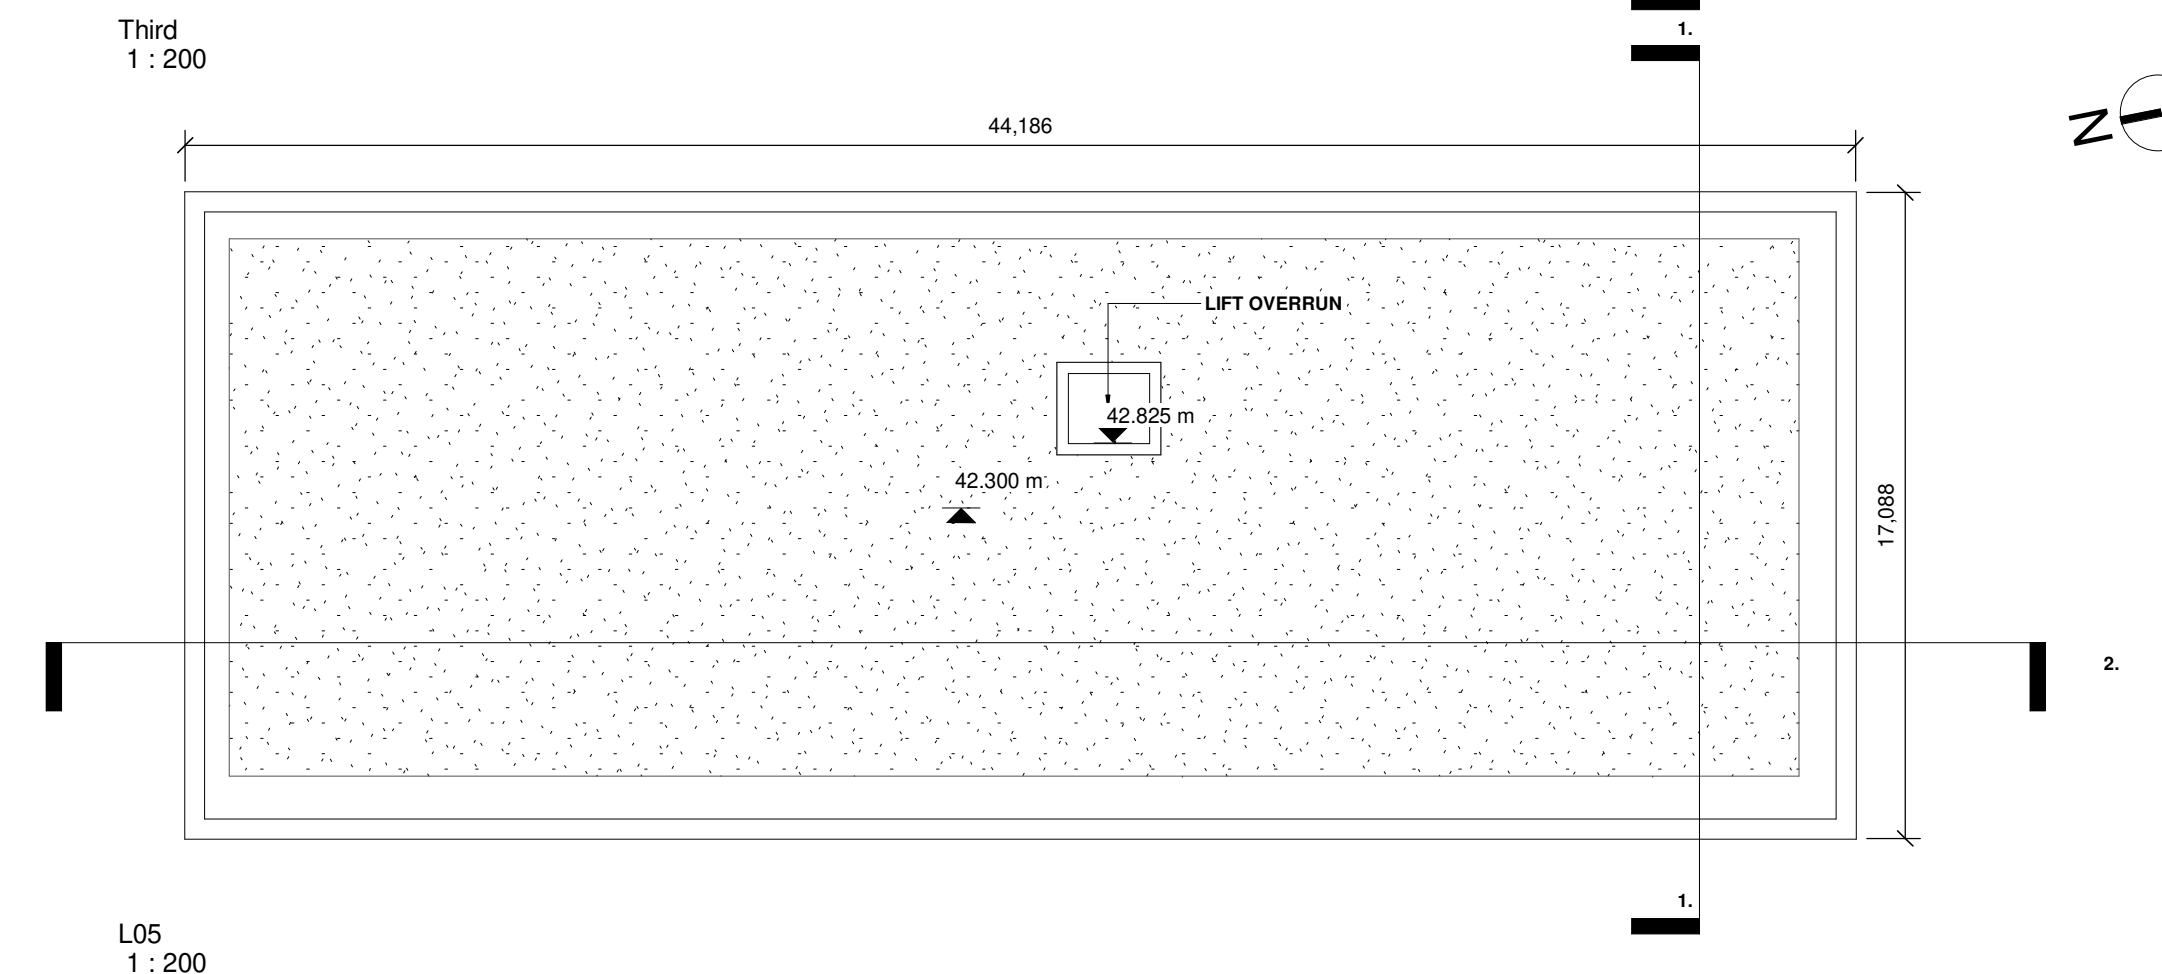 Third
1 : 200
1.
N
44,186
LIFT OVERRUN
42.825 m
42.300 m
17,088
2.
1.
L05
1 : 200